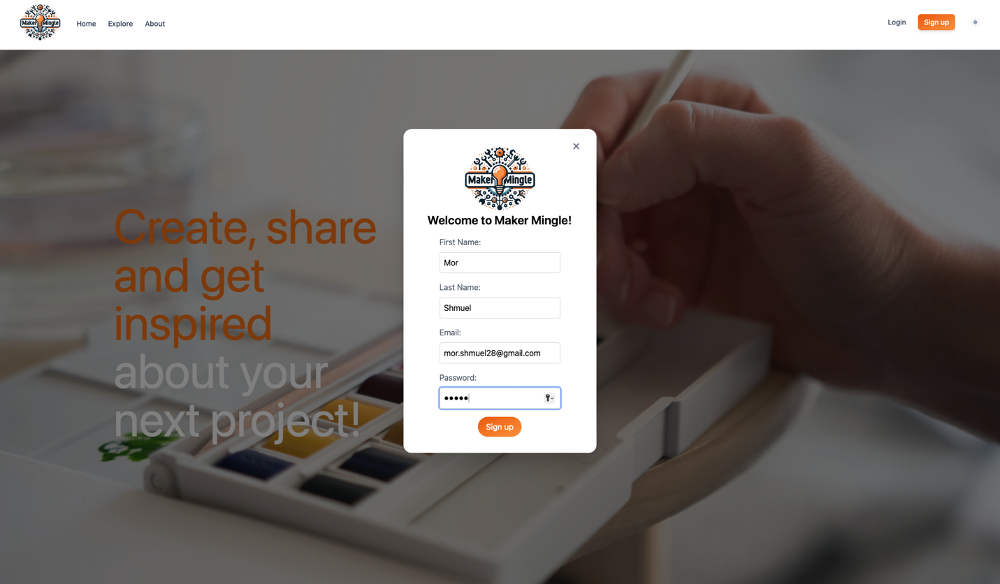 Maker Mingle
Home
Explore
About
Login
Sign up
Create, share
and get
inspired
about your
next project!
Maker Mingle
Welcome to Maker Mingle!
First Name:
Mor
Last Name:
Shmuel
Email:
mor.shmuel28@gmail.com
Password:
•••••
Sign up